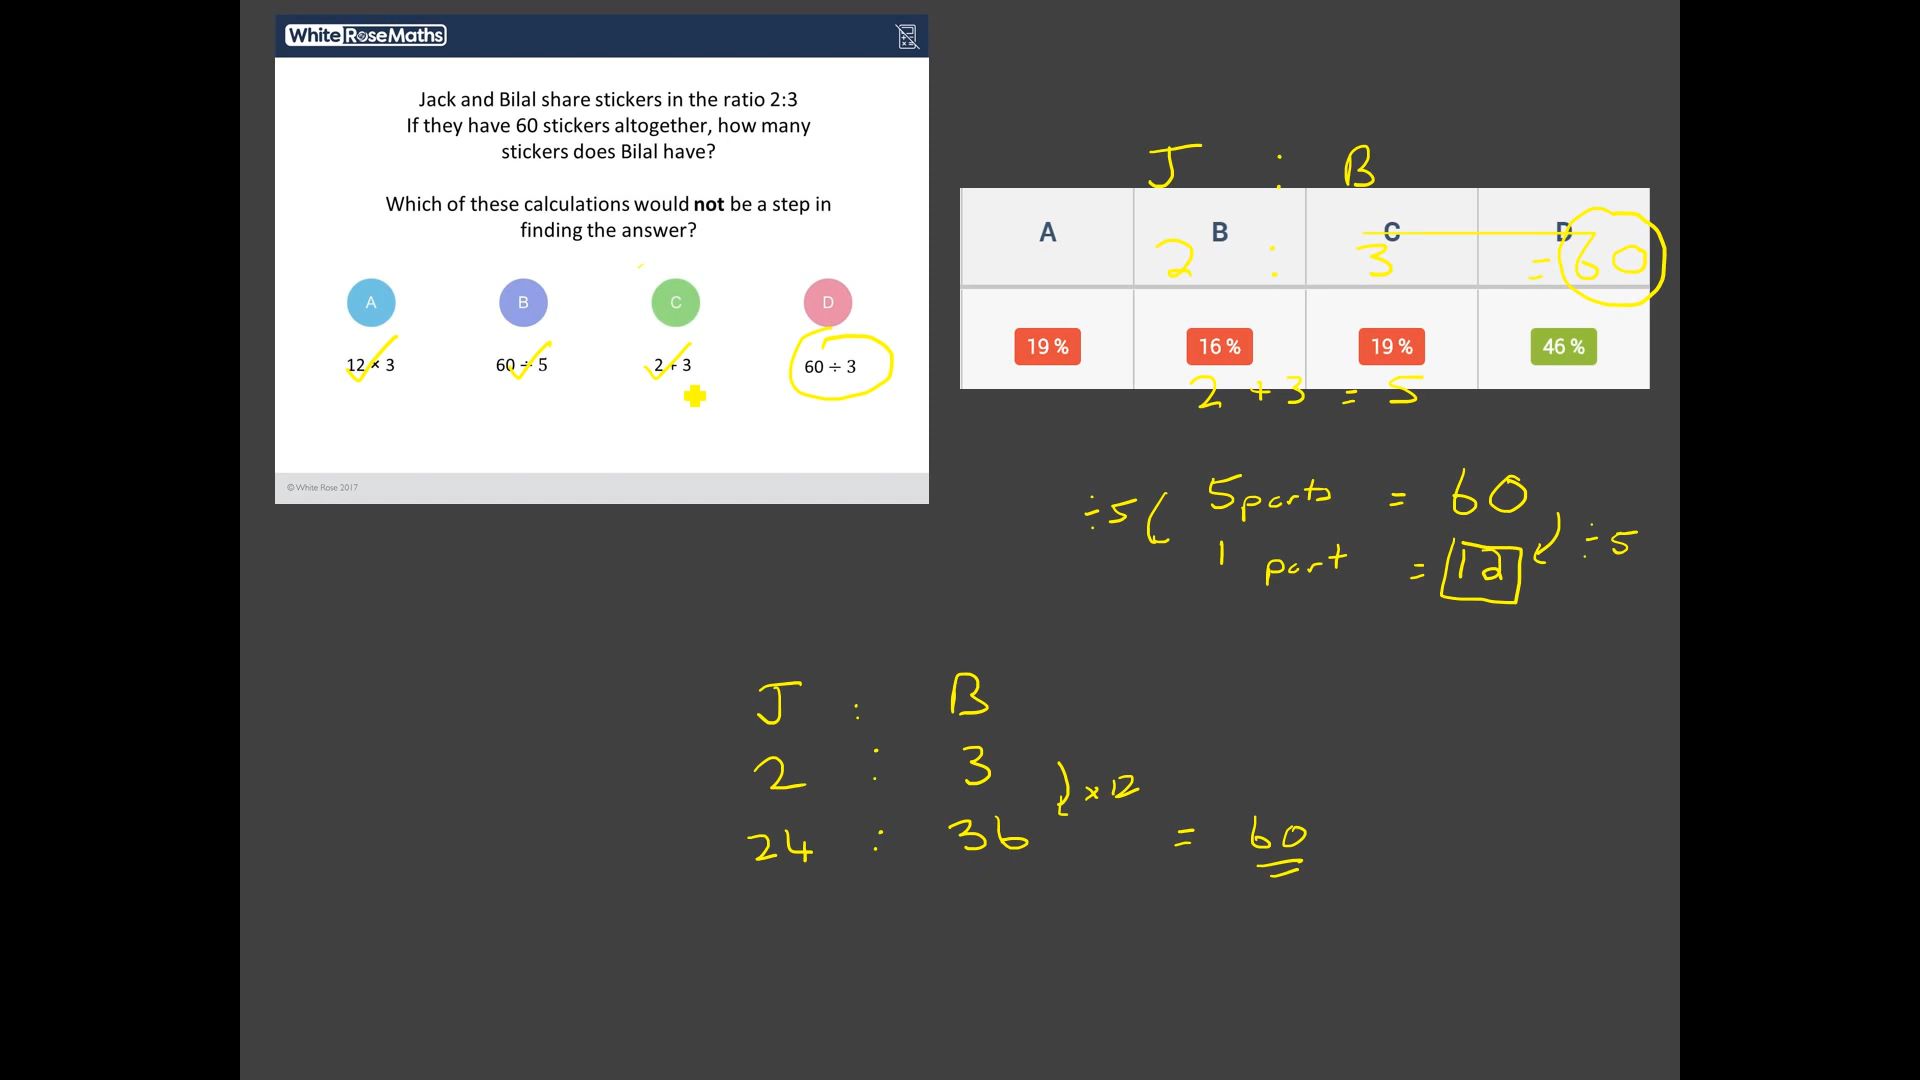 White Rose Maths
Jack and Bilal share stickers in the ratio 2:3
If they have 60 stickers altogether, how many
stickers does Bilal have?
Which of these calculations would not be a step in
finding the answer?
A B C D
12 × 3 60 ÷ 5 2 + 3 60 ÷ 3
© White Rose 2017
J : B
A B C D
2 : 3 = 60
19 % 16 % 19 % 46 %
2 + 3 = 5
÷5 5 parts = 60
1 part = 12 ÷5
J : B
2 : 3
×12
24 : 36 = 60